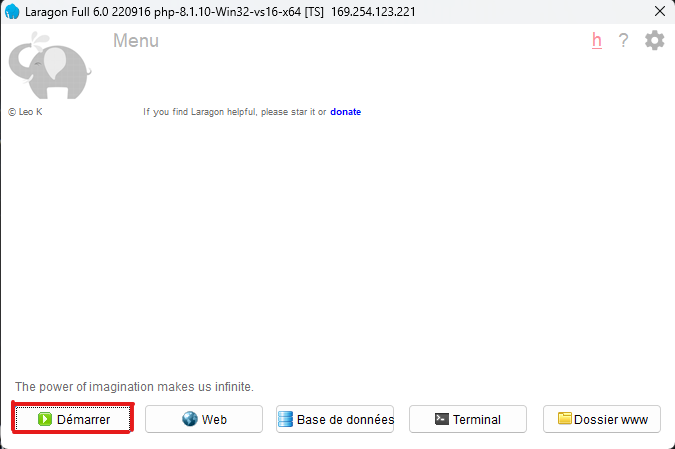 Laragon Full 6.0 220916 php-8.1.10-Win32-vs16-x64 [TS] 169.254.123.221
Menu
h ?
© Leo K
If you find Laragon helpful, please star it or donate
The power of imagination makes us infinite.
Démarrer
Web
Base de données
Terminal
Dossier www